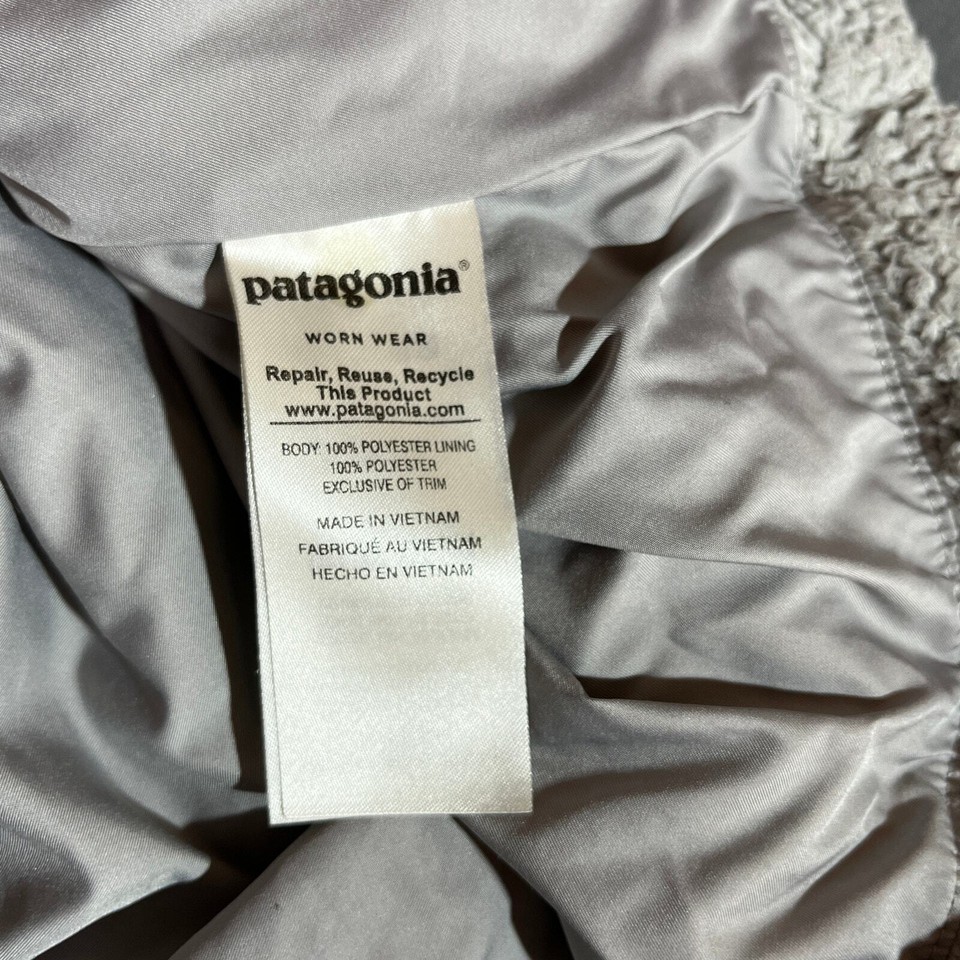 patagonia®
WORN WEAR
Repair, Reuse, Recycle
This Product
www.patagonia.com
BODY: 100% POLYESTER LINING
100% POLYESTER
EXCLUSIVE OF TRIM
MADE IN VIETNAM
FABRIQUÉ AU VIETNAM
HECHO EN VIETNAM